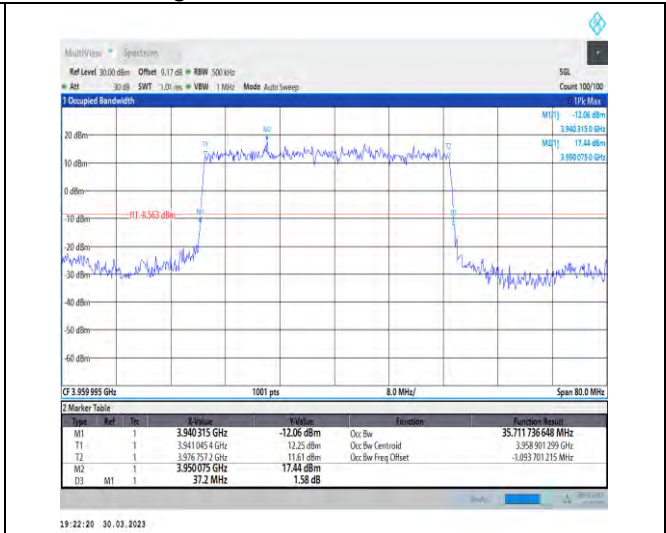 MultiView Spectrum
Ref Level 30.00 dBm Offset 9.17 dB RBW 500 kHz SGL
Att 30 dB SWT 1.01 ms VBW 1 MHz Mode Auto Sweep Count 100/100
1 Occupied Bandwidth 1Pk Max
M1[1] -12.06 dBm
3.940 315 0 GHz
M2[1] 17.44 dBm
3.950 075 0 GHz
20 dBm
M2
T1
T2
10 dBm
0 dBm
-10 dBm
H1 -8.563 dBm
M1
-20 dBm
-30 dBm
-40 dBm
-50 dBm
-60 dBm
CF 3.959 995 GHz 1001 pts 8.0 MHz/ Span 80.0 MHz
2 Marker Table
Type Ref Trc X-Value Y-Value Function Function Result
M1 1 3.940 315 GHz -12.06 dBm Occ Bw 35.711 736 648 MHz
T1 1 3.941 045 4 GHz 12.25 dBm Occ Bw Centroid 3.958 901 299 GHz
T2 1 3.976 757 2 GHz 11.61 dBm Occ Bw Freq Offset -1.093 701 215 MHz
M2 1 3.950 075 GHz 17.44 dBm
D3 M1 1 37.2 MHz 1.58 dB
19:22:20 30.03.2023